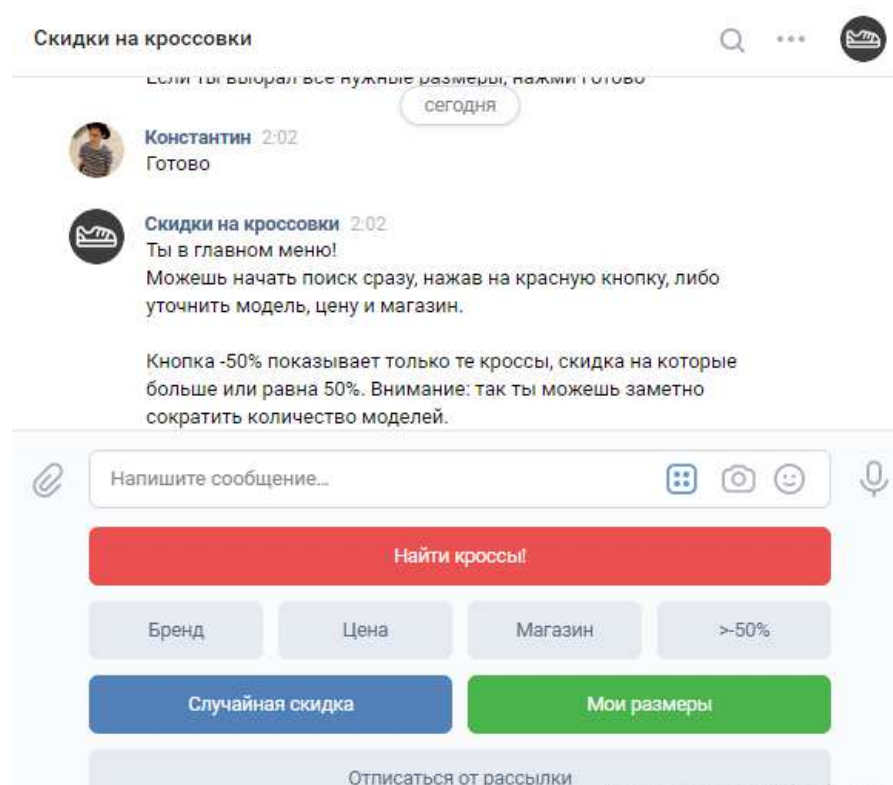 Скидки на кроссовки
Если ты выбрал все нужные размеры, нажми Готово
сегодня
Константин 2:02
Готово
Скидки на кроссовки 2:02
Ты в главном меню!
Можешь начать поиск сразу, нажав на красную кнопку, либо
уточнить модель, цену и магазин.
Кнопка -50% показывает только те кроссы, скидка на которые
больше или равна 50%. Внимание: так ты можешь заметно
сократить количество моделей.
Напишите сообщение...
Найти кроссы!
Бренд Цена Магазин >-50%
Случайная скидка Мои размеры
Отписаться от рассылки